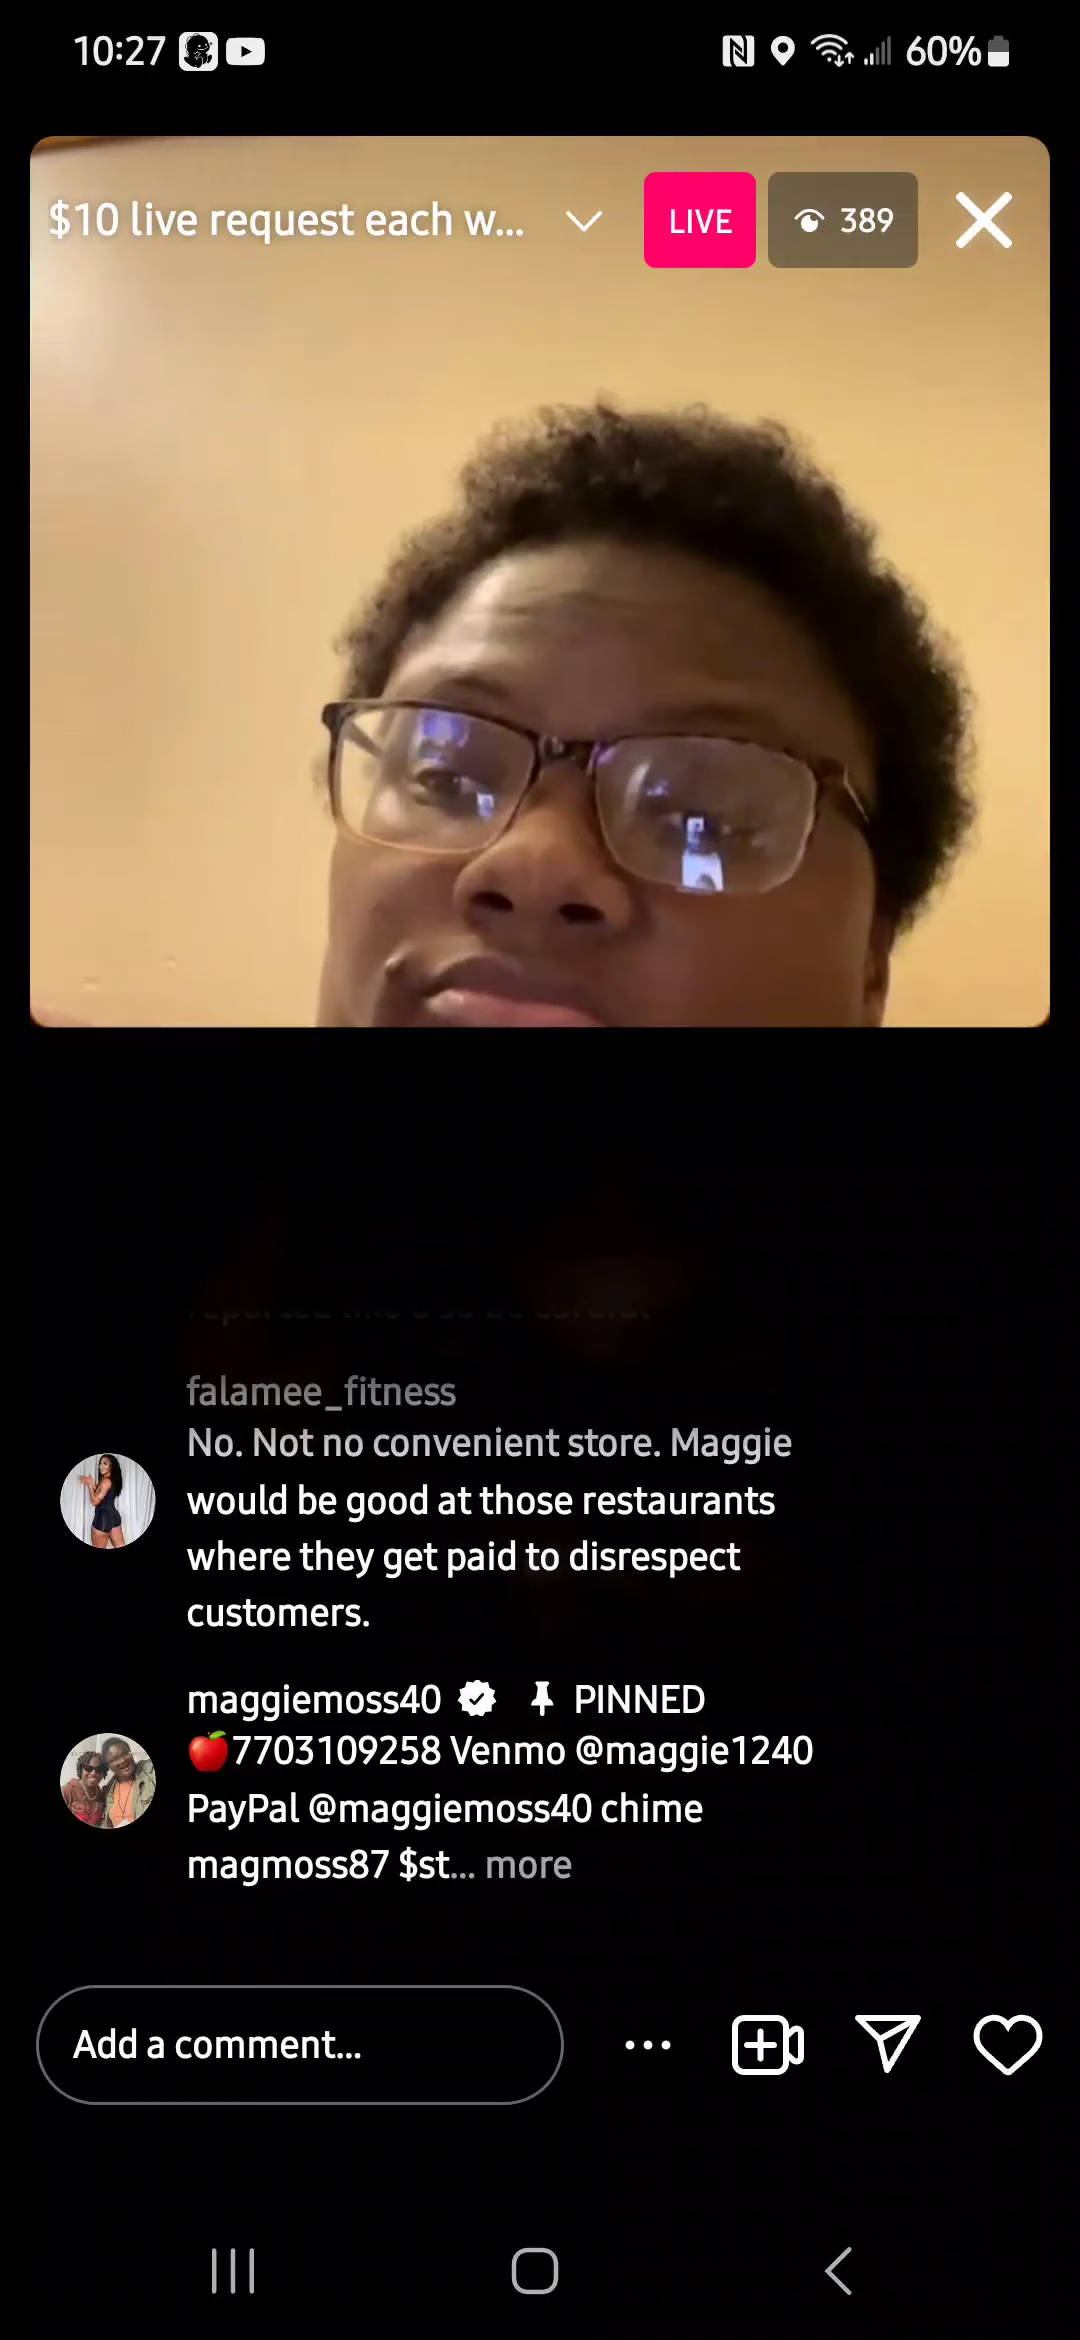 10:27 60%
$10 live request each w... LIVE 389
falamee_fitness
No. Not no convenient store. Maggie
would be good at those restaurants
where they get paid to disrespect
customers.
maggiemoss40 PINNED
🍎7703109258 Venmo @maggie1240
PayPal @maggiemoss40 chime
magmoss87 $st... more
Add a comment...